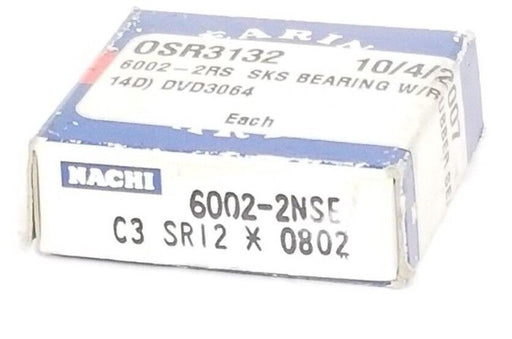 OSR3132 10/4/2007
6002-2RS SKS BEARING W/R
14D) DVD3064
Each
NACHI
6002-2NSE
C3 SR12 * 0802